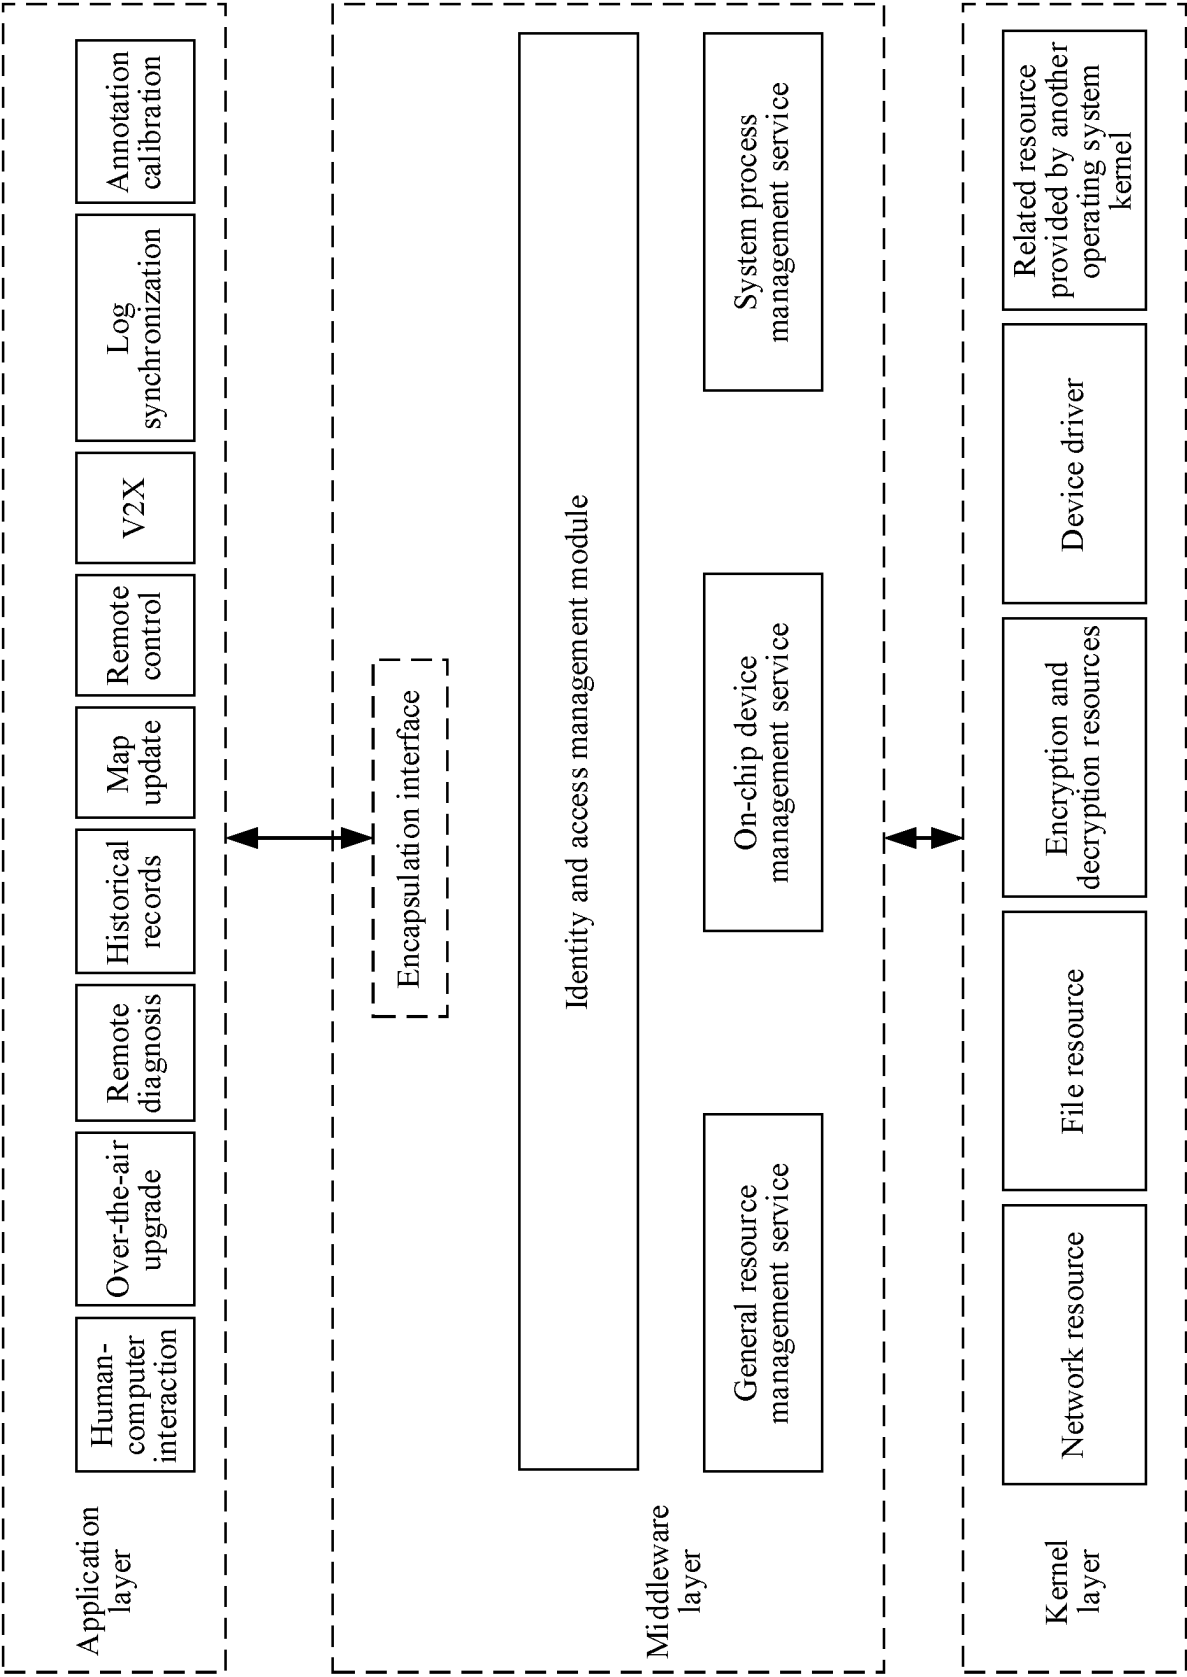 Application
layer
Human-
computer
interaction
Over-the-air
upgrade
Remote
diagnosis
Historical
records
Map
update
Remote
control
V2X
Log
synchronization
Annotation
calibration
Encapsulation interface
Identity and access management module
Middleware
layer
General resource
management service
On-chip device
management service
System process
management service
Kernel
layer
Network resource
File resource
Encryption and
decryption resources
Device driver
Related resource
provided by another
operating system
kernel